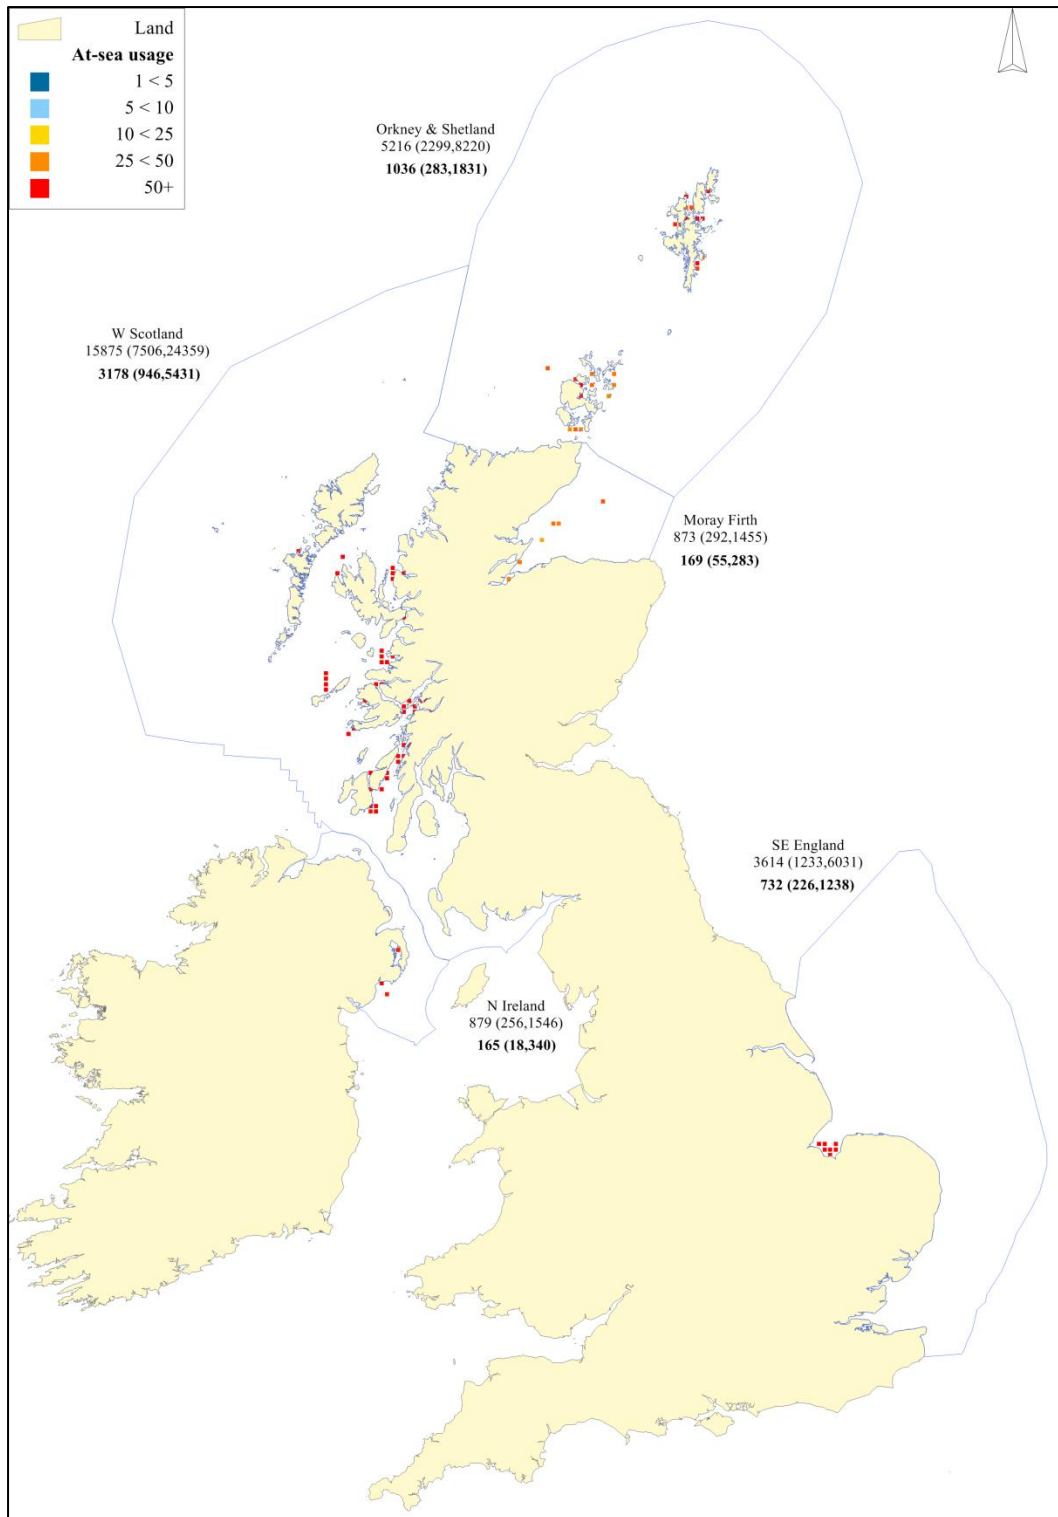 Land
At-sea usage
1 < 5
5 < 10
10 < 25
25 < 50
50+
Orkney & Shetland
5216 (2299,8220)
1036 (283,1831)
W Scotland
15875 (7506,24359)
3178 (946,5431)
Moray Firth
873 (292,1455)
169 (55,283)
SE England
3614 (1233,6031)
732 (226,1238)
N Ireland
879 (256,1546)
165 (18,340)